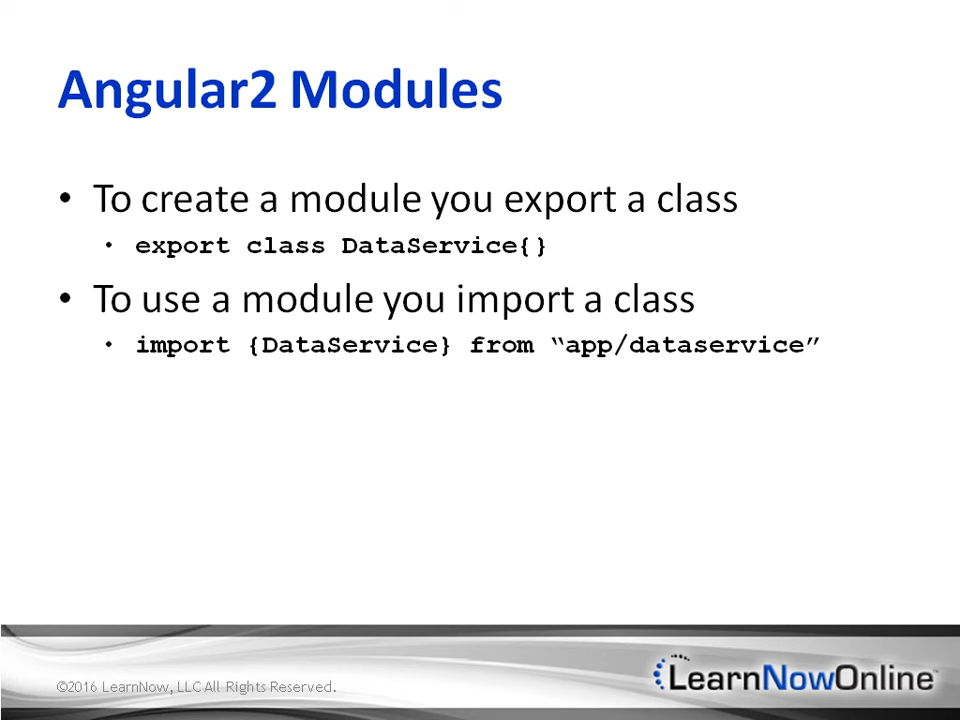 Angular2 Modules
• To create a module you export a class
• export class DataService{}
• To use a module you import a class
• import {DataService} from “app/dataservice”
©2016 LearnNow, LLC All Rights Reserved.
LearnNowOnline™